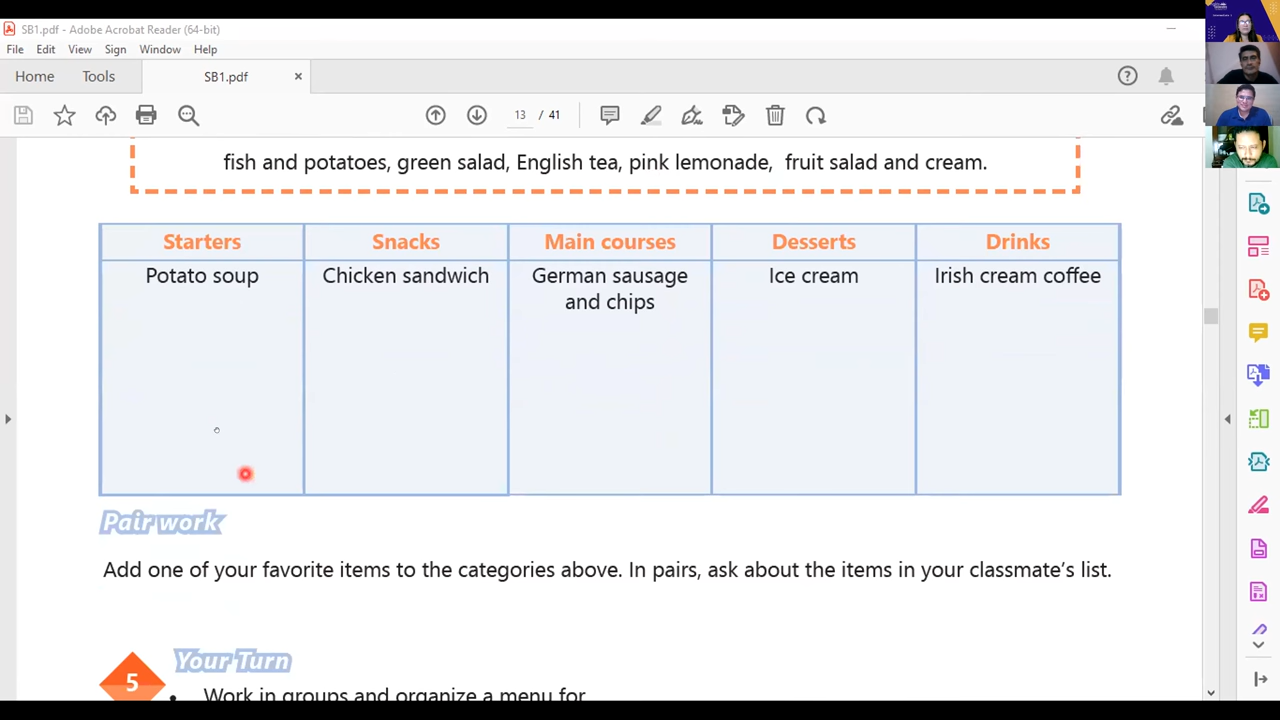 SB1.pdf - Adobe Acrobat Reader (64-bit)
File Edit View Sign Window Help
Home Tools SB1.pdf ×
13 / 41
fish and potatoes, green salad, English tea, pink lemonade, fruit salad and cream.
Starters Snacks Main courses Desserts Drinks
Potato soup Chicken sandwich German sausage Ice cream Irish cream coffee
and chips
Pair work
Add one of your favorite items to the categories above. In pairs, ask about the items in your classmate's list.
Your Turn
5
• Work in groups and organize a menu for